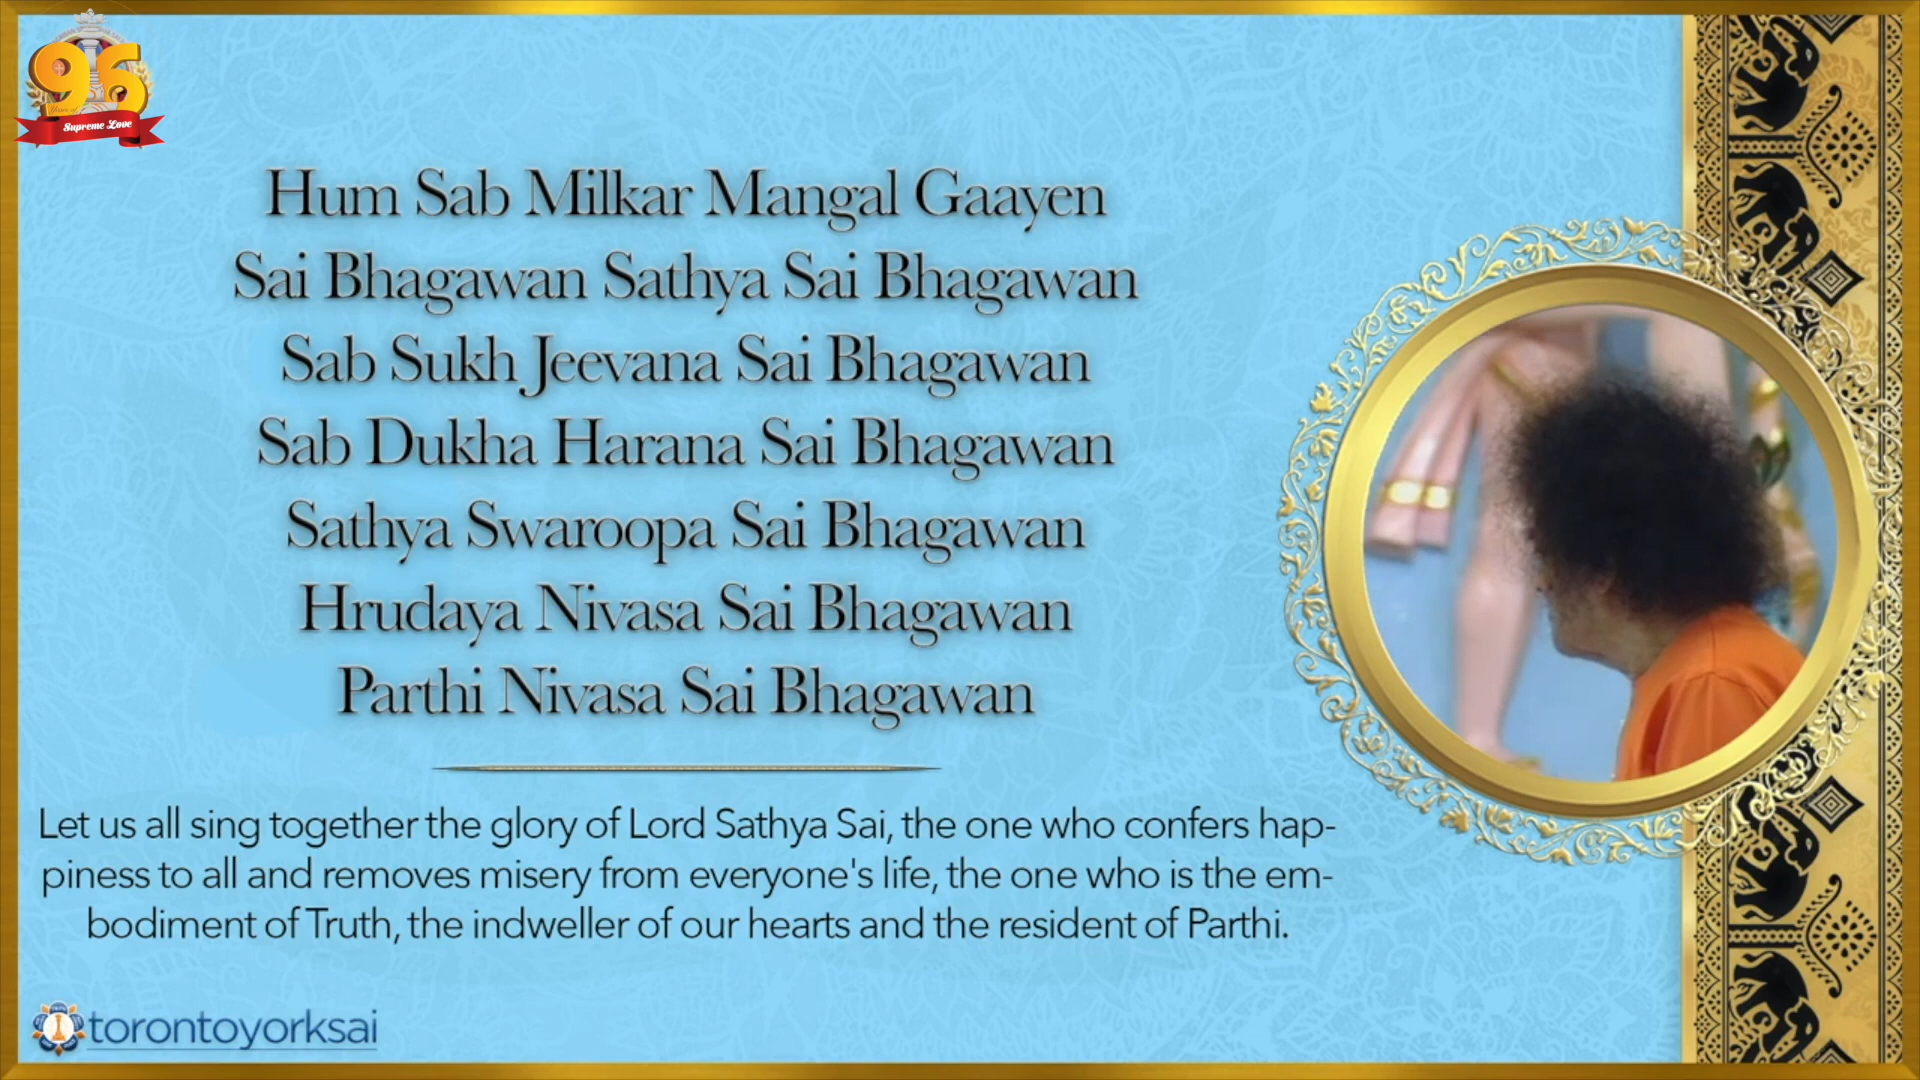 96
Years of
Supreme Love
Hum Sab Milkar Mangal Gaayen
Sai Bhagawan Sathya Sai Bhagawan
Sab Sukh Jeevana Sai Bhagawan
Sab Dukha Harana Sai Bhagawan
Sathya Swaroopa Sai Bhagawan
Hrudaya Nivasa Sai Bhagawan
Parthi Nivasa Sai Bhagawan
Let us all sing together the glory of Lord Sathya Sai, the one who confers hap-
piness to all and removes misery from everyone's life, the one who is the em-
bodiment of Truth, the indweller of our hearts and the resident of Parthi.
torontoyorksai